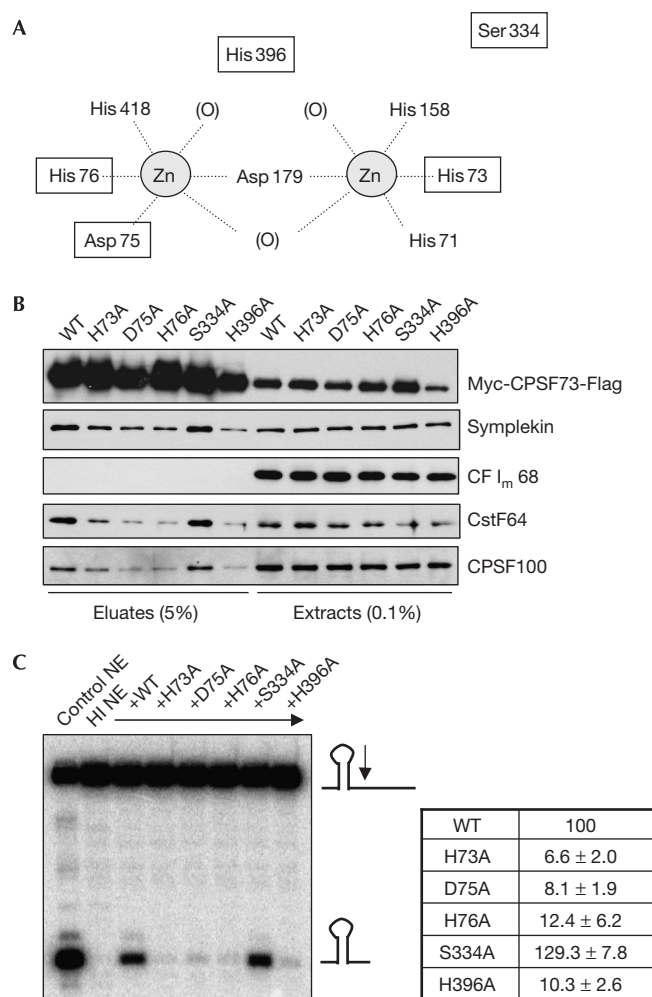 A
Ser 334
His 396
His 418
(O)
(O)
His 158
His 76
Zn
Asp 179
Zn
His 73
Asp 75
(O)
His 71
B
WT
H73A
D75A
H76A
S334A
H396A
WT
H73A
D75A
H76A
S334A
H396A
Myc-CPSF73-Flag
Symplekin
CF Im 68
CstF64
CPSF100
Eluates (5%)
Extracts (0.1%)
C
Control NE
HI NE
+WT
+H73A
+D75A
+H76A
+S334A
+H396A
WT 100
H73A 6.6 ± 2.0
D75A 8.1 ± 1.9
H76A 12.4 ± 6.2
S334A 129.3 ± 7.8
H396A 10.3 ± 2.6